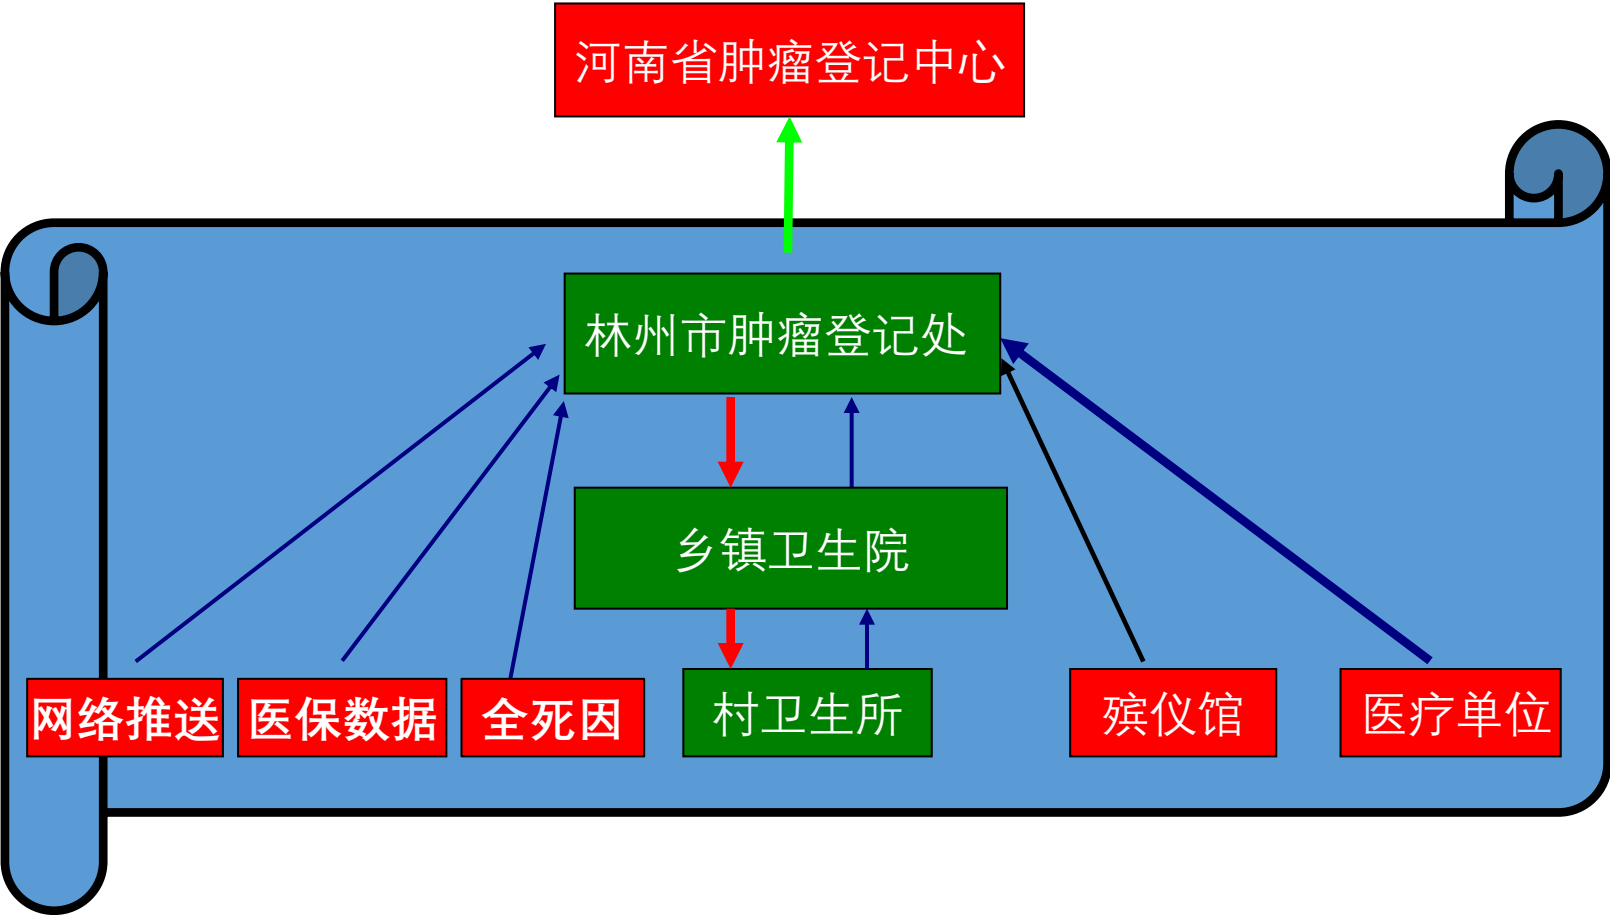 河南省肿瘤登记中心
林州市肿瘤登记处
乡镇卫生院
网络推送
医保数据
全死因
村卫生所
殡仪馆
医疗单位